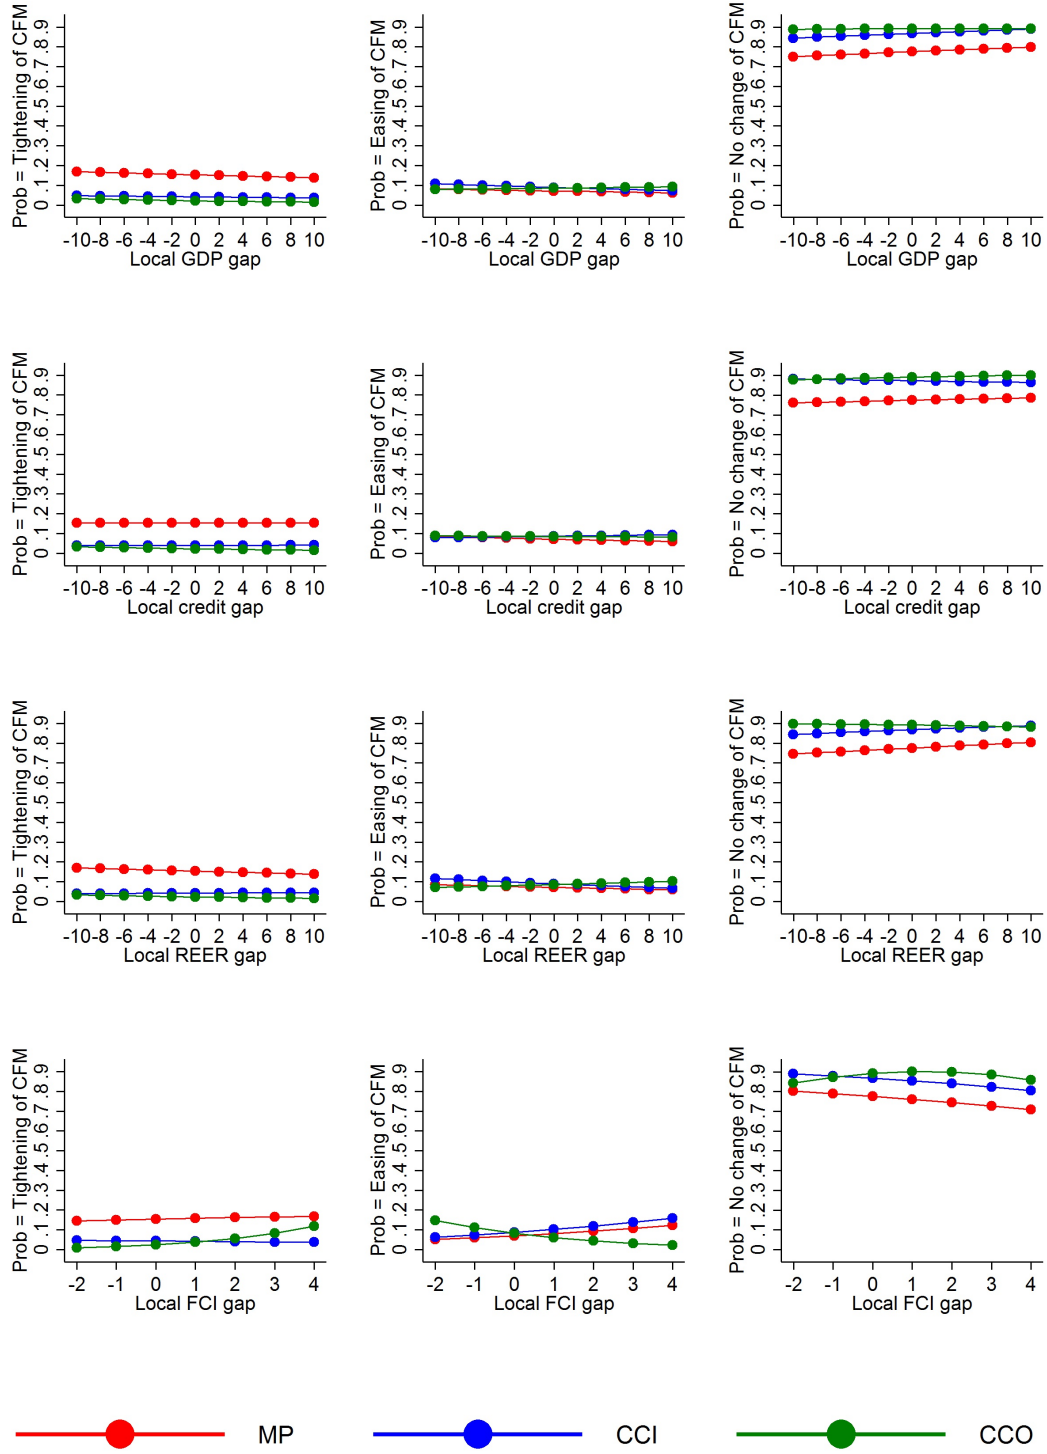 Prob = Tightening of CFM
0 .1 .2 .3 .4 .5 .6 .7 .8 .9
-10 -8 -6 -4 -2 0 2 4 6 8 10
Local GDP gap
Prob = Easing of CFM
0 .1 .2 .3 .4 .5 .6 .7 .8 .9
-10 -8 -6 -4 -2 0 2 4 6 8 10
Local GDP gap
Prob = No change of CFM
0 .1 .2 .3 .4 .5 .6 .7 .8 .9
-10 -8 -6 -4 -2 0 2 4 6 8 10
Local GDP gap
Prob = Tightening of CFM
0 .1 .2 .3 .4 .5 .6 .7 .8 .9
-10 -8 -6 -4 -2 0 2 4 6 8 10
Local credit gap
Prob = Easing of CFM
0 .1 .2 .3 .4 .5 .6 .7 .8 .9
-10 -8 -6 -4 -2 0 2 4 6 8 10
Local credit gap
Prob = No change of CFM
0 .1 .2 .3 .4 .5 .6 .7 .8 .9
-10 -8 -6 -4 -2 0 2 4 6 8 10
Local credit gap
Prob = Tightening of CFM
0 .1 .2 .3 .4 .5 .6 .7 .8 .9
-10 -8 -6 -4 -2 0 2 4 6 8 10
Local REER gap
Prob = Easing of CFM
0 .1 .2 .3 .4 .5 .6 .7 .8 .9
-10 -8 -6 -4 -2 0 2 4 6 8 10
Local REER gap
Prob = No change of CFM
0 .1 .2 .3 .4 .5 .6 .7 .8 .9
-10 -8 -6 -4 -2 0 2 4 6 8 10
Local REER gap
Prob = Tightening of CFM
0 .1 .2 .3 .4 .5 .6 .7 .8 .9
-2 -1 0 1 2 3 4
Local FCI gap
Prob = Easing of CFM
0 .1 .2 .3 .4 .5 .6 .7 .8 .9
-2 -1 0 1 2 3 4
Local FCI gap
Prob = No change of CFM
0 .1 .2 .3 .4 .5 .6 .7 .8 .9
-2 -1 0 1 2 3 4
Local FCI gap
MP CCI CCO